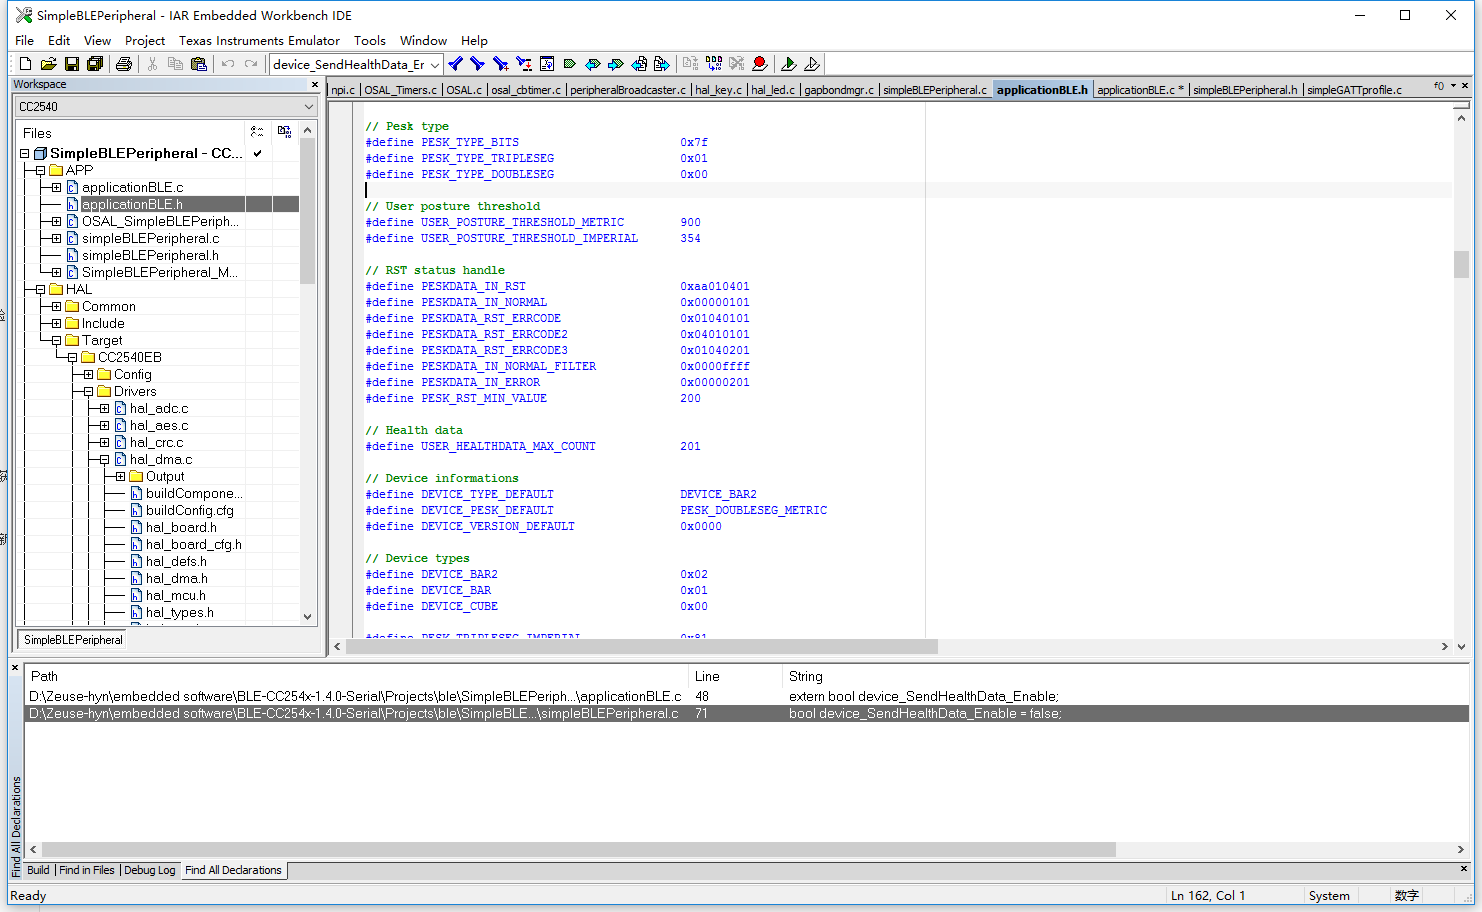 SimpleBLEPeripheral - IAR Embedded Workbench IDE
File Edit View Project Texas Instruments Emulator Tools Window Help
device_SendHealthData_Er
Workspace
CC2540
Files
SimpleBLEPeripheral - CC...
APP
applicationBLE.c
applicationBLE.h
OSAL_SimpleBLEPeriph...
simpleBLEPeripheral.c
simpleBLEPeripheral.h
SimpleBLEPeripheral_M...
HAL
Common
Include
Target
CC2540EB
Config
Drivers
hal_adc.c
hal_aes.c
hal_crc.c
hal_dma.c
Output
buildCompone...
buildConfig.cfg
hal_board.h
hal_board_cfg.h
hal_defs.h
hal_dma.h
hal_mcu.h
hal_types.h
SimpleBLEPeripheral
npi.c OSAL_Timers.c OSAL.c osal_cbtimer.c peripheralBroadcaster.c hal_key.c hal_led.c gapbondmgr.c simpleBLEPeripheral.c applicationBLE.h applicationBLE.c * simpleBLEPeripheral.h simpleGATTprofile.c f0
// Pesk type
#define PESK_TYPE_BITS 0x7f
#define PESK_TYPE_TRIPLESEG 0x01
#define PESK_TYPE_DOUBLESEG 0x00
// User posture threshold
#define USER_POSTURE_THRESHOLD_METRIC 900
#define USER_POSTURE_THRESHOLD_IMPERIAL 354
// RST status handle
#define PESKDATA_IN_RST 0xaa010401
#define PESKDATA_IN_NORMAL 0x00000101
#define PESKDATA_RST_ERRCODE 0x01040101
#define PESKDATA_RST_ERRCODE2 0x04010101
#define PESKDATA_RST_ERRCODE3 0x01040201
#define PESKDATA_IN_NORMAL_FILTER 0x0000ffff
#define PESKDATA_IN_ERROR 0x00000201
#define PESK_RST_MIN_VALUE 200
// Health data
#define USER_HEALTHDATA_MAX_COUNT 201
// Device informations
#define DEVICE_TYPE_DEFAULT DEVICE_BAR2
#define DEVICE_PESK_DEFAULT PESK_DOUBLESEG_METRIC
#define DEVICE_VERSION_DEFAULT 0x0000
// Device types
#define DEVICE_BAR2 0x02
#define DEVICE_BAR 0x01
#define DEVICE_CUBE 0x00
#define PESK_TRIPLESEG_IMPERIAL 0x81
Path Line String
D:\Zeuse-hyn\embedded software\BLE-CC254x-1.4.0-Serial\Projects\ble\SimpleBLEPeriph...\applicationBLE.c 48 extern bool device_SendHealthData_Enable;
D:\Zeuse-hyn\embedded software\BLE-CC254x-1.4.0-Serial\Projects\ble\SimpleBLE...\simpleBLEPeripheral.c 71 bool device_SendHealthData_Enable = false;
Find All Declarations
Build Find in Files Debug Log Find All Declarations
Ready Ln 162, Col 1 System 数字